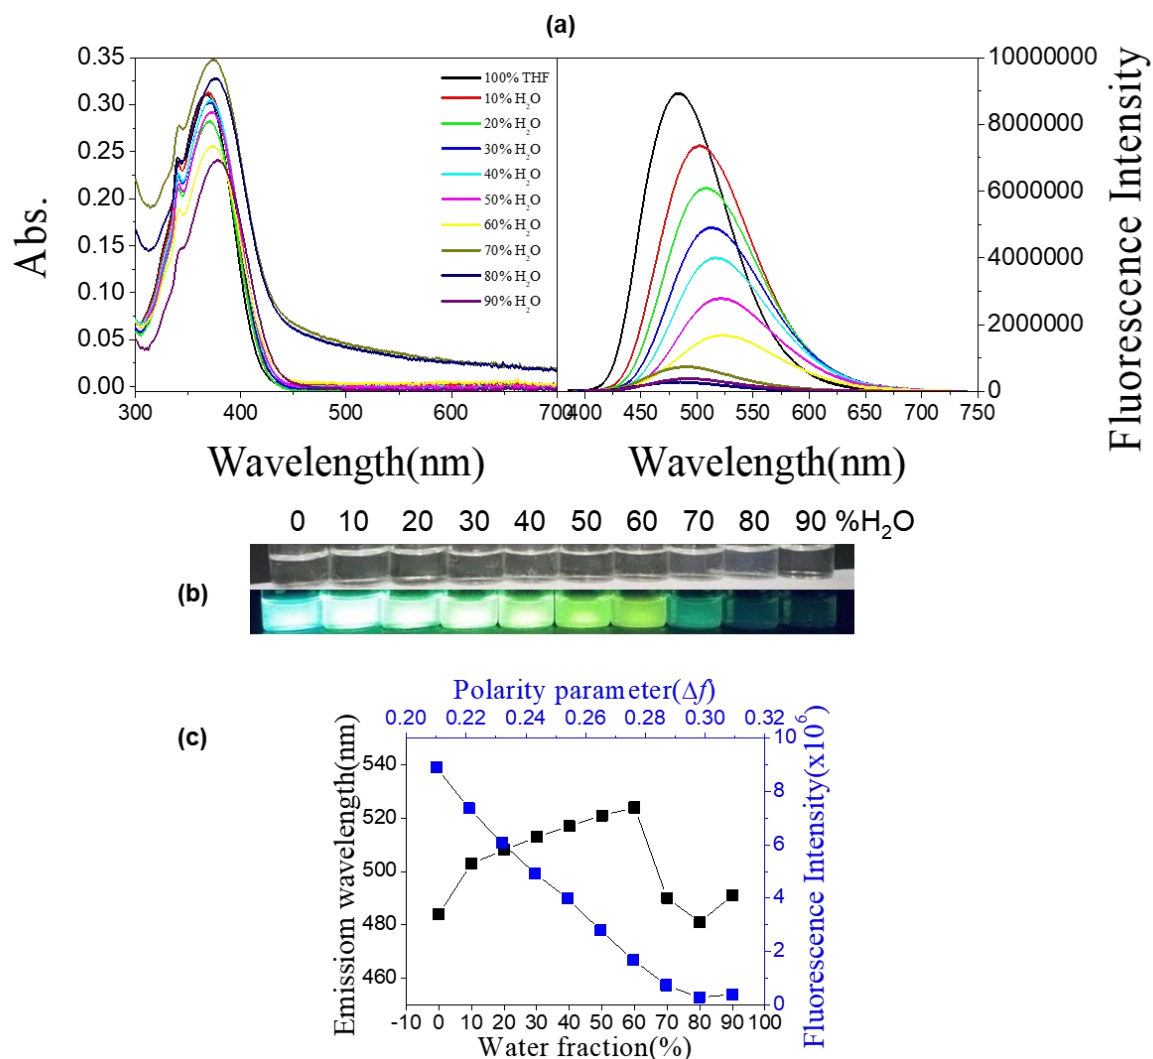 (a)
0.35
0.30
0.25
0.20
0.15
0.10
0.05
0.00
Abs.
300 400 500 600 700
Wavelength(nm)
100% THF
10% H₂O
20% H₂O
30% H₂O
40% H₂O
50% H₂O
60% H₂O
70% H₂O
80% H₂O
90% H₂O
10000000
8000000
6000000
4000000
2000000
0
Fluorescence Intensity
400 450 500 550 600 650 700 750
Wavelength(nm)
0 10 20 30 40 50 60 70 80 90 %H₂O
(b)
(c)
Polarity parameter(Δf)
0.20 0.22 0.24 0.26 0.28 0.30 0.32
Emissiom wavelength(nm)
540
520
500
480
460
10
8
6
4
2
0
Fluorescence Intensity(x10⁶)
-10 0 10 20 30 40 50 60 70 80 90 100
Water fraction(%)